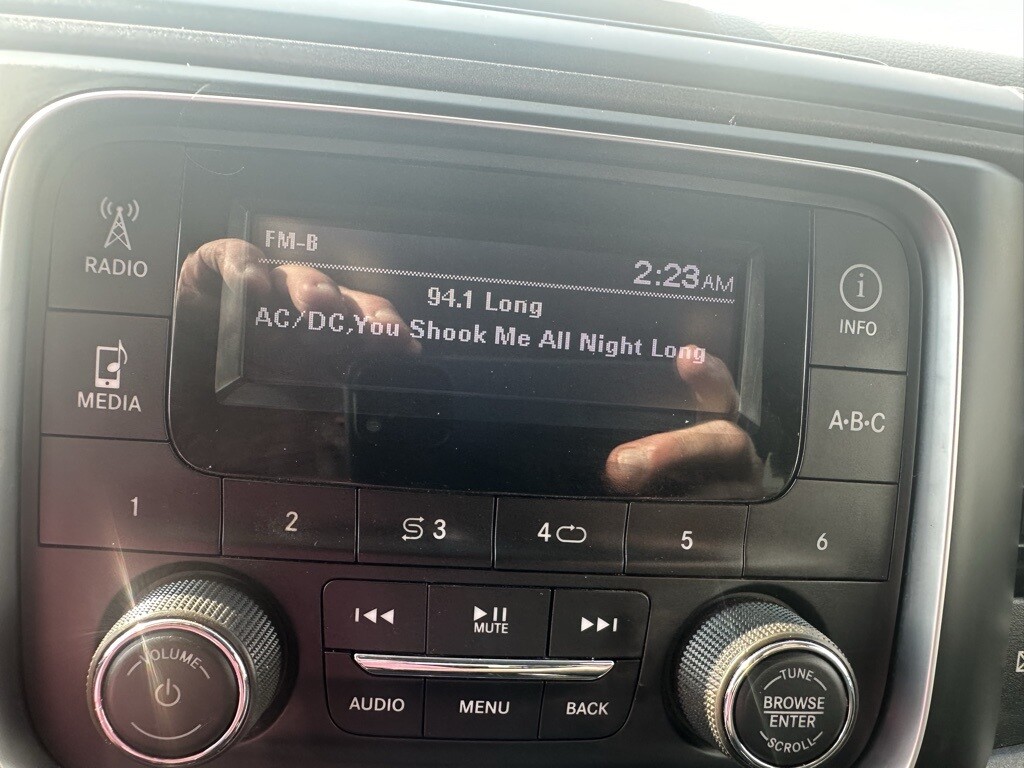 FM-B
2:23AM
94.1 Long
AC/DC,You Shook Me All Night Long
RADIO
MEDIA
i
INFO
A·B·C
1
2
3
4
5
6
MUTE
AUDIO
MENU
BACK
VOLUME
TUNE
BROWSE
ENTER
SCROLL